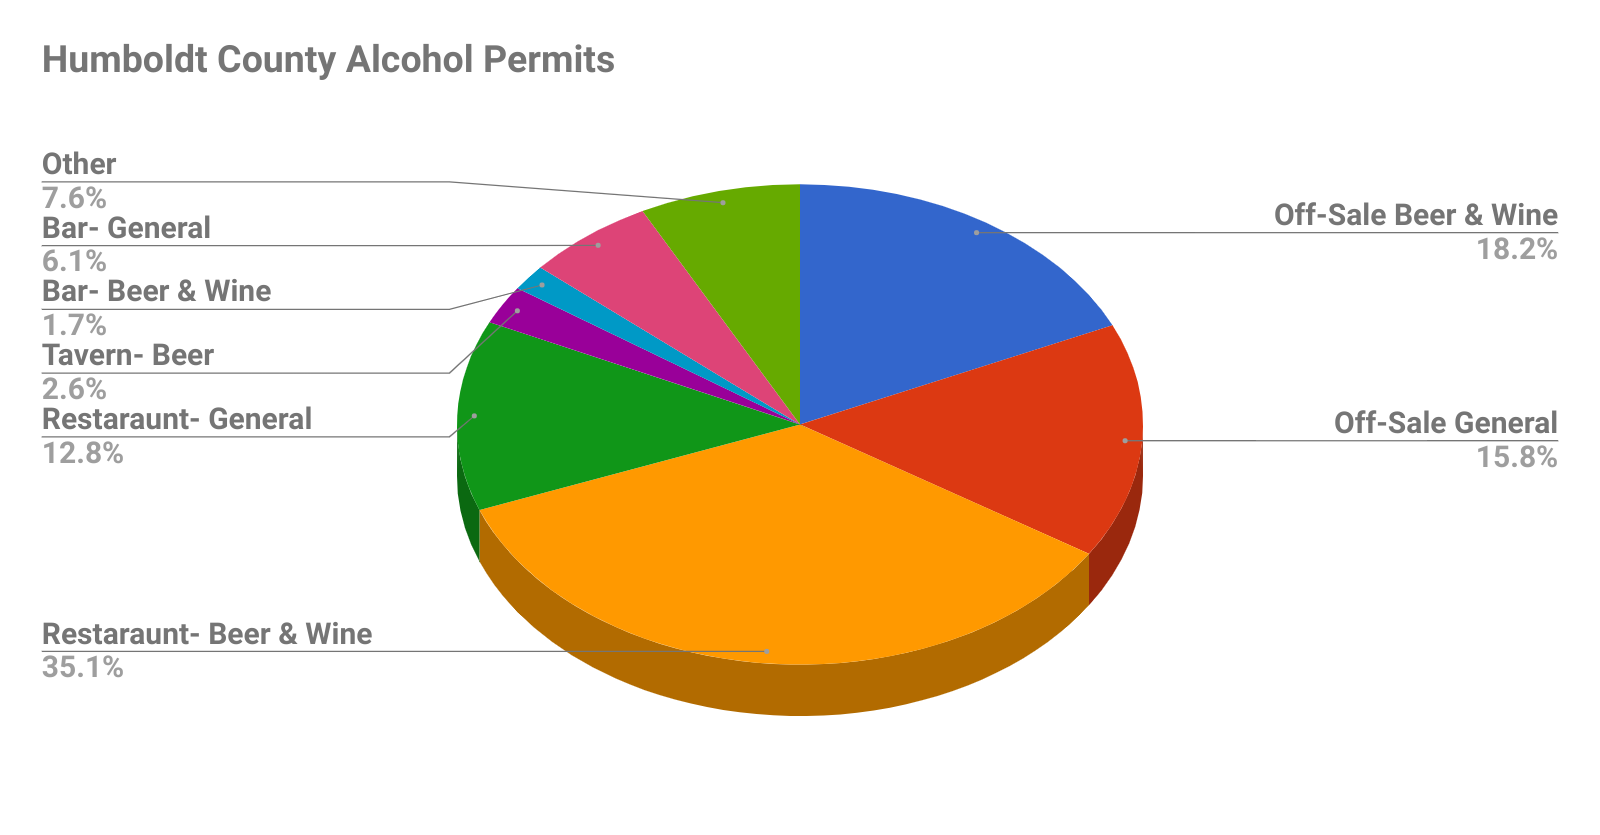 Humboldt County Alcohol Permits
Other
7.6%
Bar- General
6.1%
Bar- Beer & Wine
1.7%
Tavern- Beer
2.6%
Restaraunt- General
12.8%
Restaraunt- Beer & Wine
35.1%
Off-Sale Beer & Wine
18.2%
Off-Sale General
15.8%